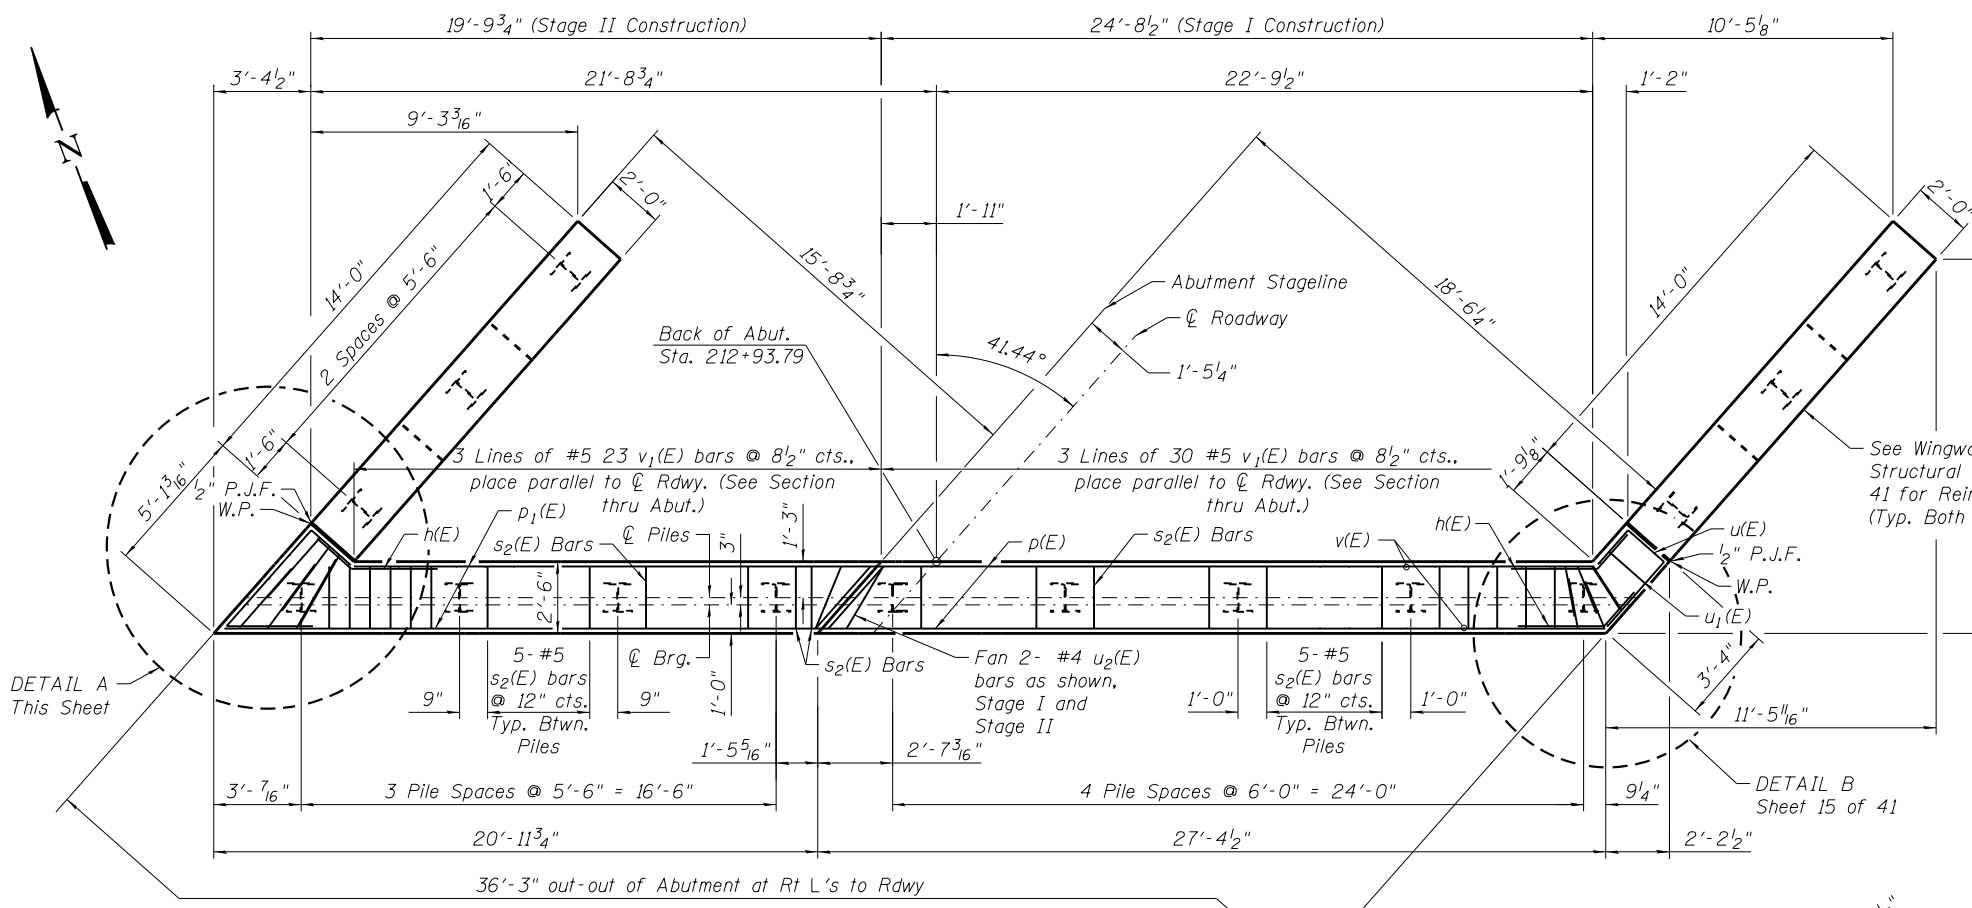 19'-9 3/4" (Stage II Construction)
24'-8 1/2" (Stage I Construction)
10'-5 1/8"
3'-4 1/2"
21'-8 3/4"
22'-9 1/2"
1'-2"
9'-3 3/16"
N
1'-6"
2'-0"
2'-0"
1'-11"
14'-0"
2 Spaces @ 5'-6"
15'-8 3/4"
18'-6 1/4"
14'-0"
Abutment Stageline
℄ Roadway
Back of Abut.
Sta. 212+93.79
41.44°
1'-5 1/4"
5'-1 3/16"
1'-6"
1'-9 1/8"
3 Lines of #5 23 v1(E) bars @ 8 1/2" cts.,
place parallel to ℄ Rdwy. (See Section
thru Abut.)
3 Lines of 30 #5 v1(E) bars @ 8 1/2" cts.,
place parallel to ℄ Rdwy. (See Section
thru Abut.)
See Wingw
Structural
41 for Rei
(Typ. Both
1/2" P.J.F.
W.P.
p1(E)
h(E)
s2(E) Bars
℄ Piles
3"
1'-3"
p(E)
s2(E) Bars
v(E)
h(E)
u(E)
1/2" P.J.F.
W.P.
u1(E)
2'-6"
DETAIL A
This Sheet
9"
5- #5
s2(E) bars
@ 12" cts.
Typ. Btwn.
Piles
9"
℄ Brg.
1'-0"
s2(E) Bars
Fan 2- #4 u2(E)
bars as shown,
Stage I and
Stage II
1'-0"
5- #5
s2(E) bars
@ 12" cts.
Typ. Btwn.
Piles
1'-0"
3'-4"
11'-5 11/16"
1'-5 5/16"
2'-7 3/16"
3'- 7/16"
3 Pile Spaces @ 5'-6" = 16'-6"
4 Pile Spaces @ 6'-0" = 24'-0"
9 1/4"
DETAIL B
Sheet 15 of 41
20'-11 3/4"
27'-4 1/2"
2'-2 1/2"
36'-3" out-out of Abutment at Rt L's to Rdwy